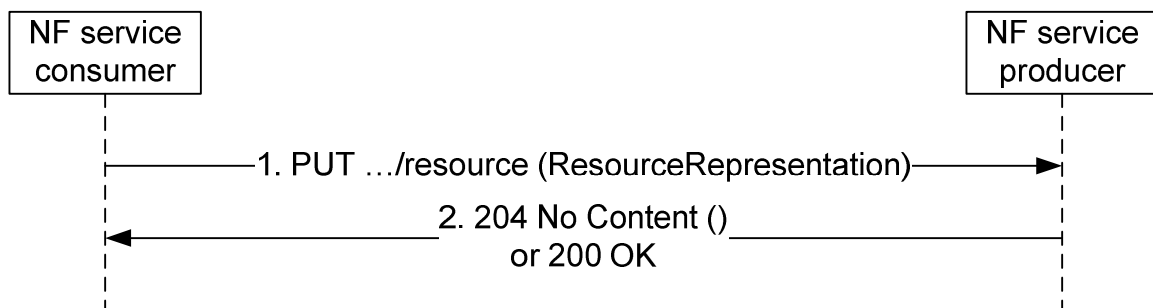 NF service
consumer
NF service
producer
1. PUT …/resource (ResourceRepresentation)
2. 204 No Content ()
or 200 OK